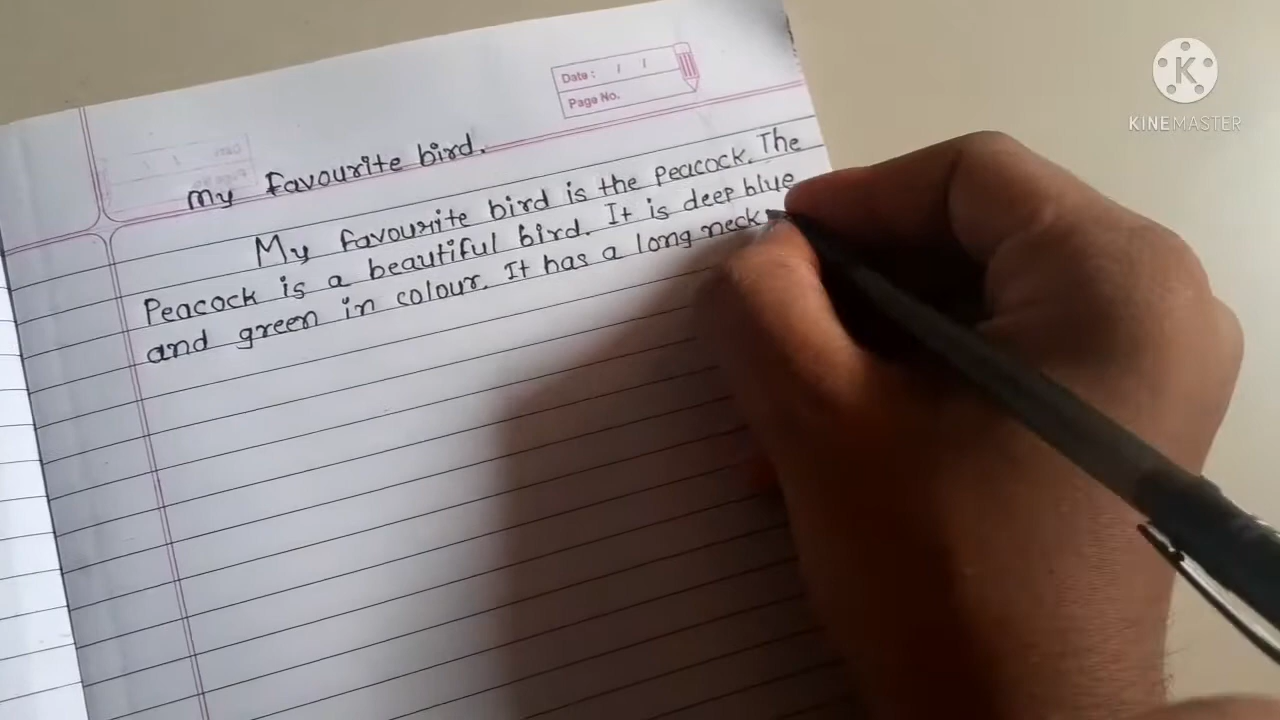 Date : / /
Page No.
My favourite bird.
My favourite bird is the peacock. The
Peacock is a beautiful bird. It is deep blue
and green in colour. It has a long neck
K
KINEMASTER